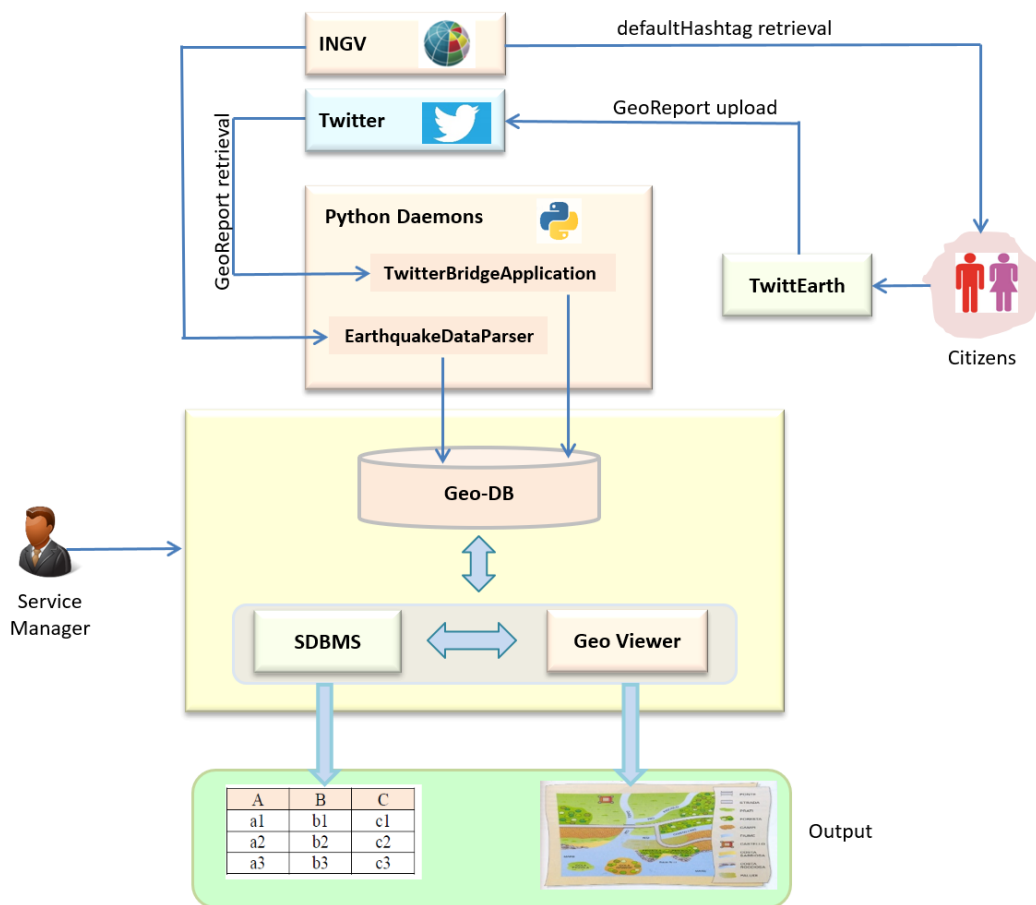 INGV
defaultHashtag retrieval
Twitter
GeoReport upload
GeoReport retrieval
Python Daemons
TwitterBridgeApplication
TwittEarth
EarthquakeDataParser
Citizens
Geo-DB
Service
Manager
SDBMS
Geo Viewer
A B C
a1 b1 c1
a2 b2 c2
a3 b3 c3
Output